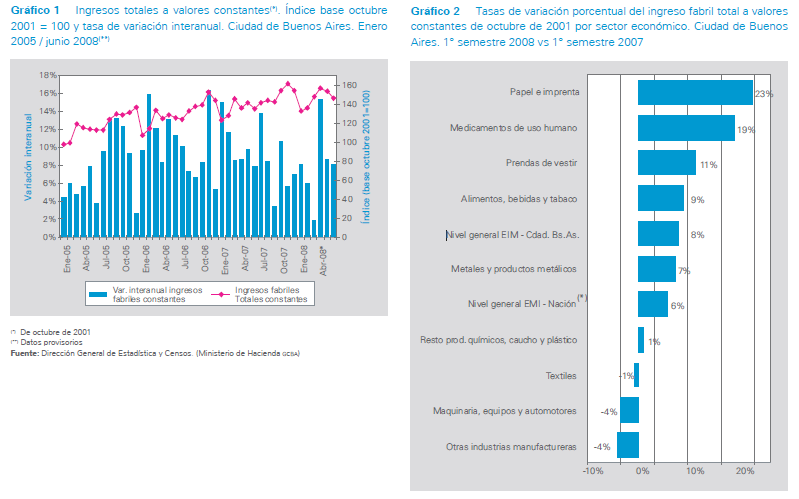 Gráfico 1 Ingresos totales a valores constantes(*). Índice base octubre
2001 = 100 y tasa de variación interanual. Ciudad de Buenos Aires. Enero
2005 / junio 2008(**)
Variación interanual
18%
16%
14%
12%
10%
8%
6%
4%
2%
0%
160
140
120
100
80
60
40
20
0
Índice (base octubre 2001=100)
Ene-05
Abr-05
Jul-05
Oct-05
Ene-06
Abr-06
Jul-06
Oct-06
Ene-07
Abr-07
Jul-07
Oct-07
Ene-08
Abr-08*
Var. interanual ingresos
fabriles constantes
Ingresos fabriles
Totales constantes
(*) De octubre de 2001
(**) Datos provisorios
Fuente: Dirección General de Estadística y Censos. (Ministerio de Hacienda GCBA)
Gráfico 2 Tasas de variación porcentual del ingreso fabril total a valores
constantes de octubre de 2001 por sector económico. Ciudad de Buenos
Aires. 1° semestre 2008 vs 1° semestre 2007
Papel e imprenta 23%
Medicamentos de uso humano 19%
Prendas de vestir 11%
Alimentos, bebidas y tabaco 9%
Nivel general EIM - Cdad. Bs.As. 8%
Metales y productos metálicos 7%
Nivel general EMI - Nación (*) 6%
Resto prod. químicos, caucho y plástico 1%
Textiles -1%
Maquinaria, equipos y automotores -4%
Otras industrias manufactureras -4%
-10% 0% 10% 20%